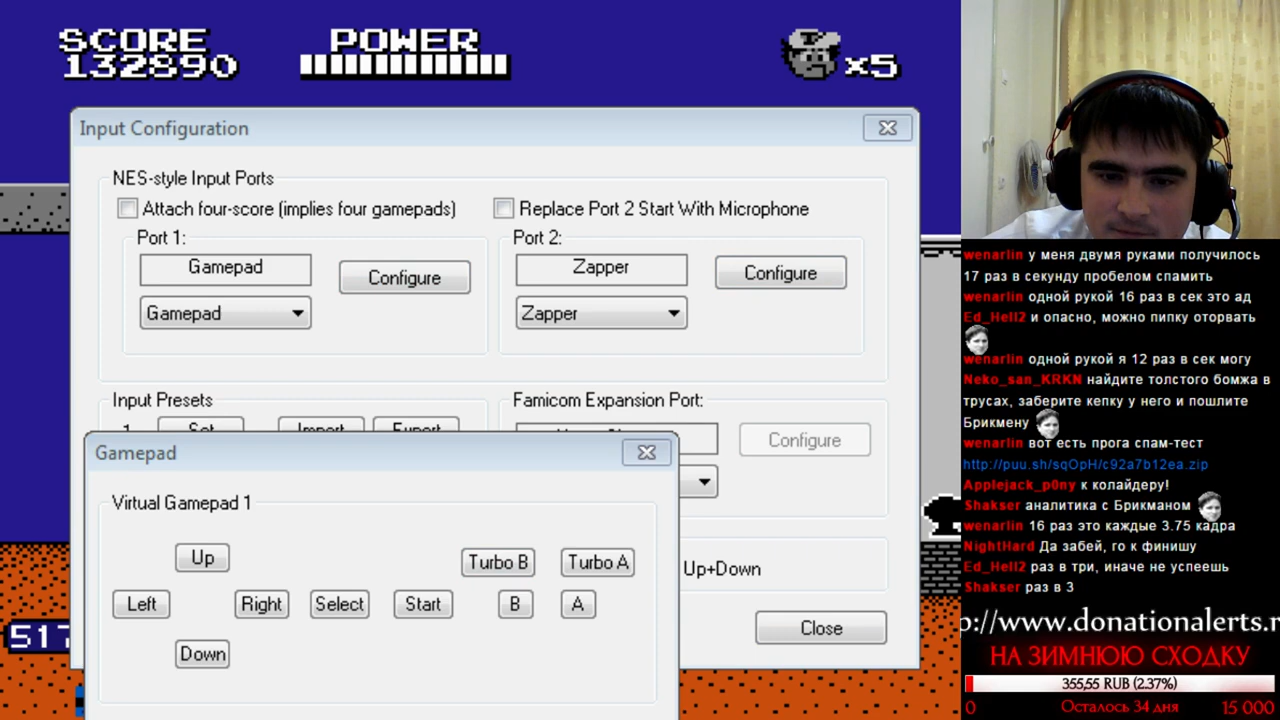 SCORE
132890
POWER
x5
Input Configuration
NES-style Input Ports
Attach four-score (implies four gamepads)
Replace Port 2 Start With Microphone
Port 1:
Port 2:
Gamepad
Configure
Zapper
Configure
Gamepad
Zapper
Input Presets
Famicom Expansion Port:
Set
Import
Export
Configure
Gamepad
Virtual Gamepad 1
Up
Turbo B
Turbo A
Up+Down
Left
Right
Select
Start
B
A
Close
517
Down
wenarlin у меня двумя руками получилось
17 раз в секунду пробелом спамить
wenarlin одной рукой 16 раз в сек это ад
Ed_Hell2 и опасно, можно пипку оторвать
wenarlin одной рукой я 12 раз в сек могу
Neko_san_KRKN найдите толстого бомжа в
трусах, заберите кепку у него и пошлите
Брикмену
wenarlin вот есть прога спам-тест
http://puu.sh/sqOpH/c92a7b12ea.zip
Applejack_p0ny к колайдеру!
Shakser аналитика с Брикманом
wenarlin 16 раз это каждые 3.75 кадра
NightHard Да забей, го к финишу
Ed_Hell2 раз в три, иначе не успеешь
Shakser раз в 3
p://www.donationalerts.r
НА ЗИМНЮЮ СХОДКУ
355,55 RUB (2.37%)
0
Осталось 34 дня
15 000